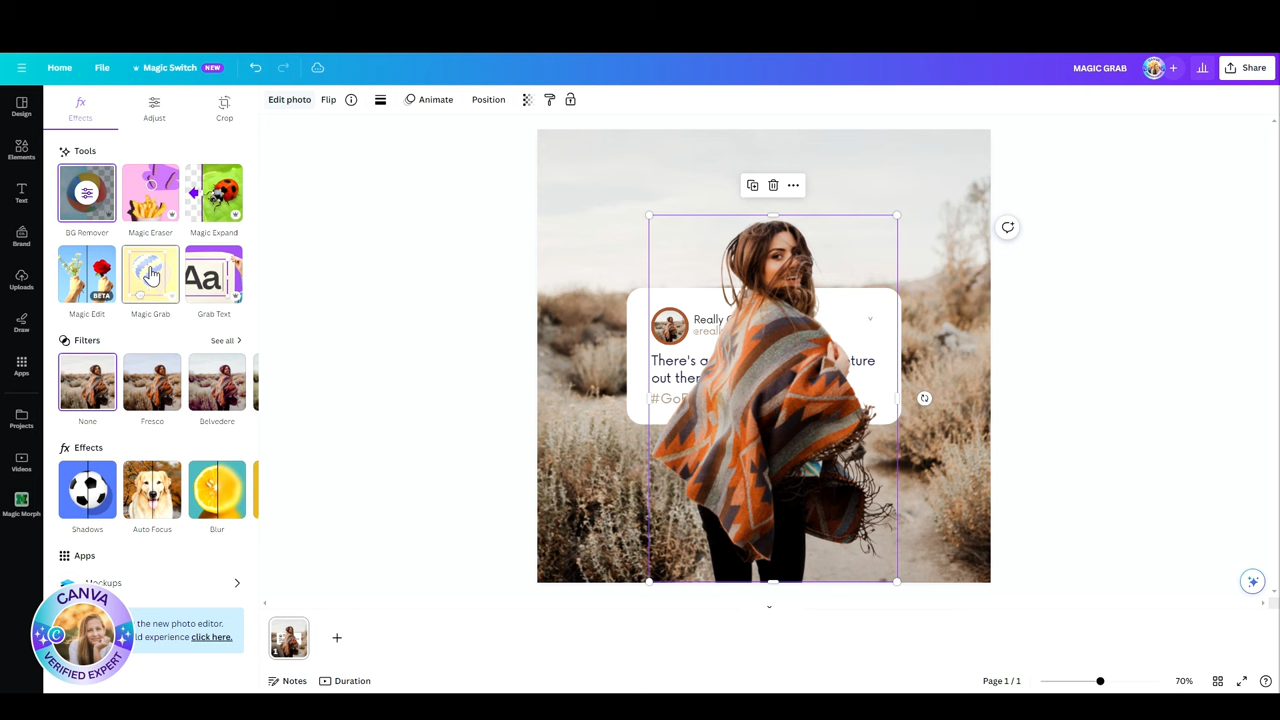 Home File Magic Switch NEW MAGIC GRAB Share
Effects Adjust Crop
Edit photo Flip Animate Position
Design
Elements
Text
Brand
Uploads
Draw
Apps
Projects
Videos
Magic Morph
Tools
BG Remover Magic Eraser Magic Expand
Aa
BETA
Magic Edit Magic Grab Grab Text
Filters See all
None Fresco Belvedere
Effects
Shadows Auto Focus Blur
Apps
Mockups
the new photo editor.
experience click here.
CANVA
VERIFIED EXPERT
Really
There's a
out
1
Notes Duration Page 1 / 1 70%